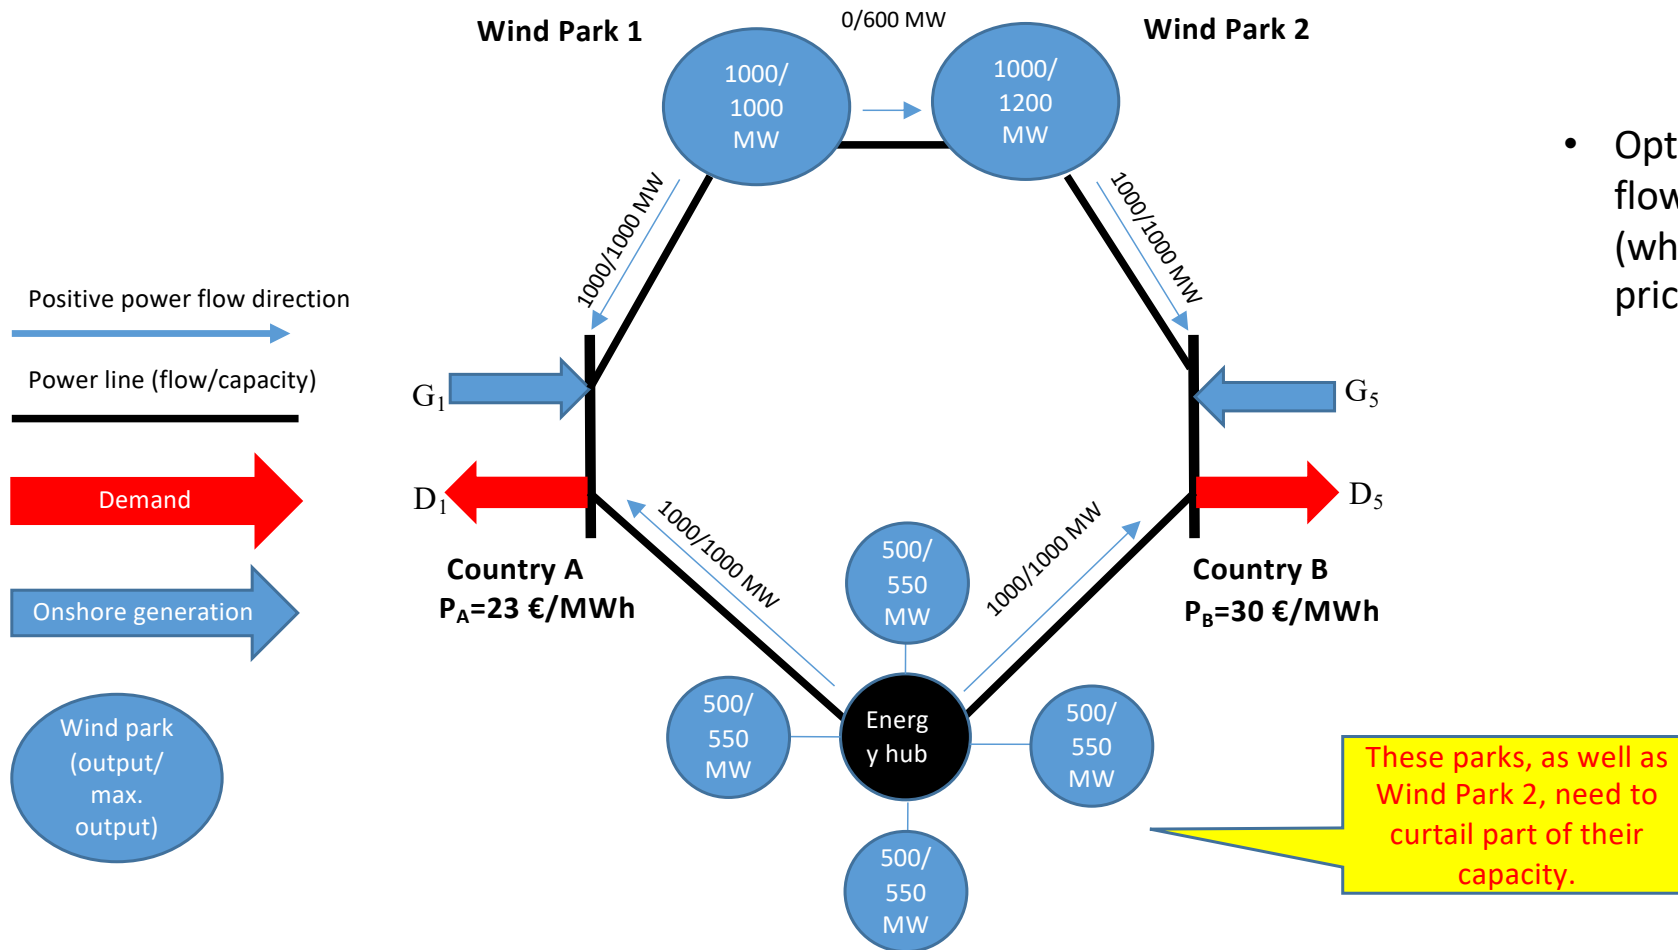 0/600 MW
Wind Park 1
Wind Park 2
1000/
1000
MW
1000/
1200
MW
1000/1000 MW
1000/1000 MW
• Opt
flow
(wh
pric
Positive power flow direction
Power line (flow/capacity)
Demand
Onshore generation
Wind park
(output/
max.
output)
G1
D1
G5
D5
Country A
PA=23 €/MWh
Country B
PB=30 €/MWh
1000/1000 MW
1000/1000 MW
500/
550
MW
500/
550
MW
Energ
y hub
500/
550
MW
500/
550
MW
These parks, as well as
Wind Park 2, need to
curtail part of their
capacity.